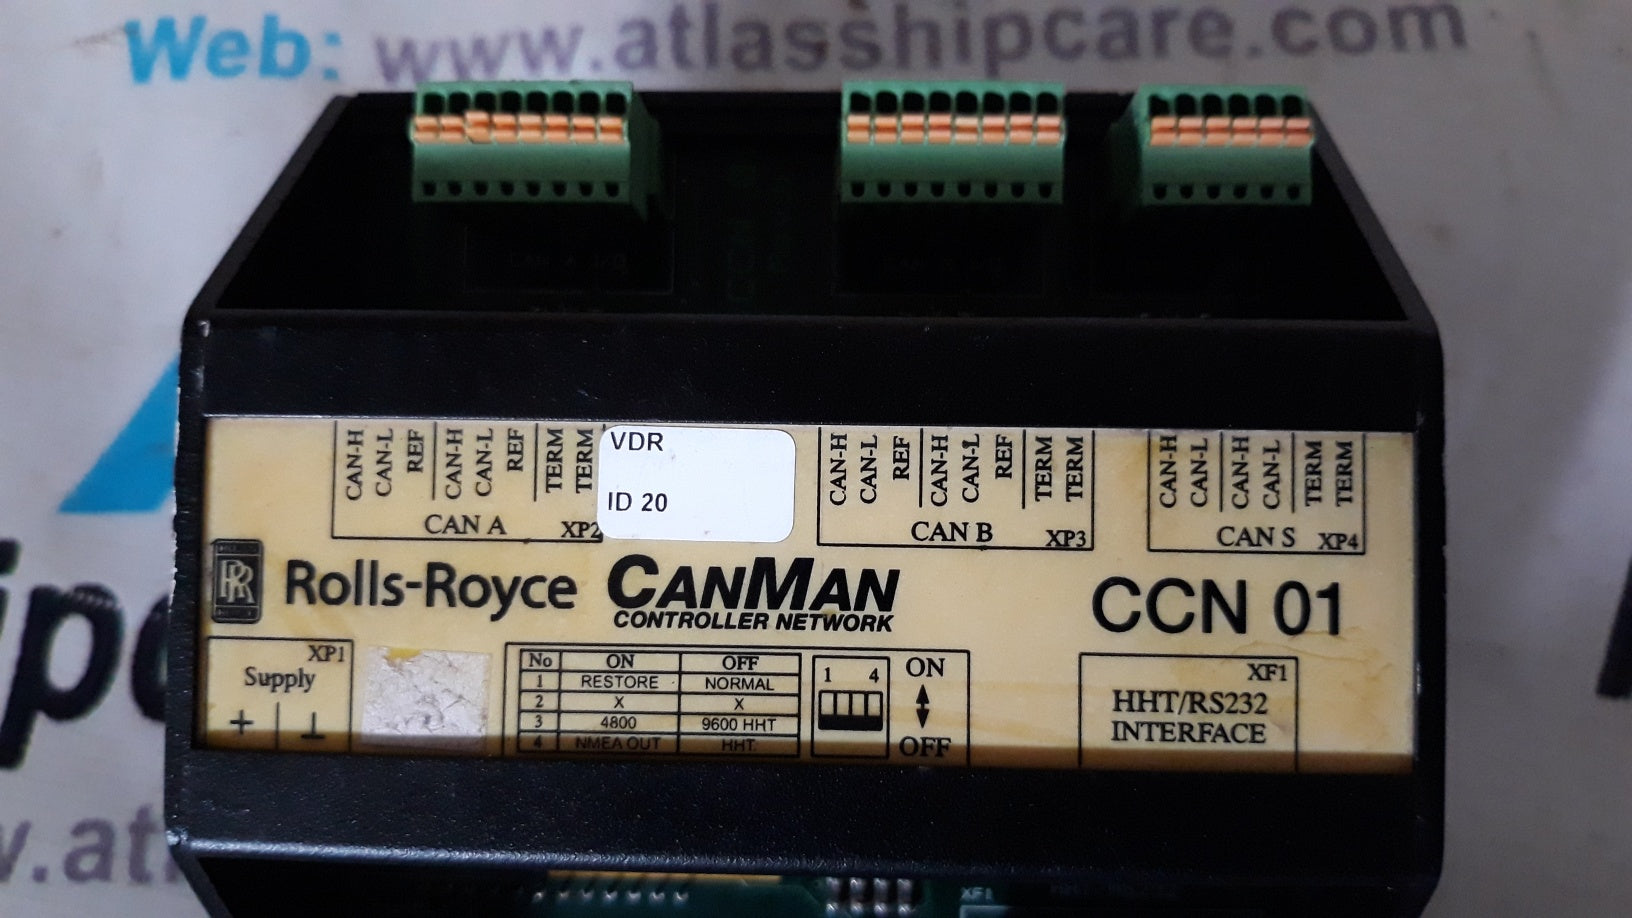 Web: www.atlasshipcare.com
CAN-H CAN-L REF CAN-H CAN-L REF TERM TERM
CAN A XP2
VDR
ID 20
CAN-H CAN-L REF CAN-H CAN-L REF TERM TERM
CAN B XP3
CAN-H CAN-L CAN-H CAN-L TERM TERM
CAN S XP4
RR
Rolls-Royce
CANMAN
CONTROLLER NETWORK
CCN 01
XP1
Supply
+ ⊥
No ON OFF
1 RESTORE NORMAL
2 X X
3 4800 9600 HHT
4 NMEA OUT HHT
1 4
ON
OFF
XF1
HHT/RS232
INTERFACE
XF1